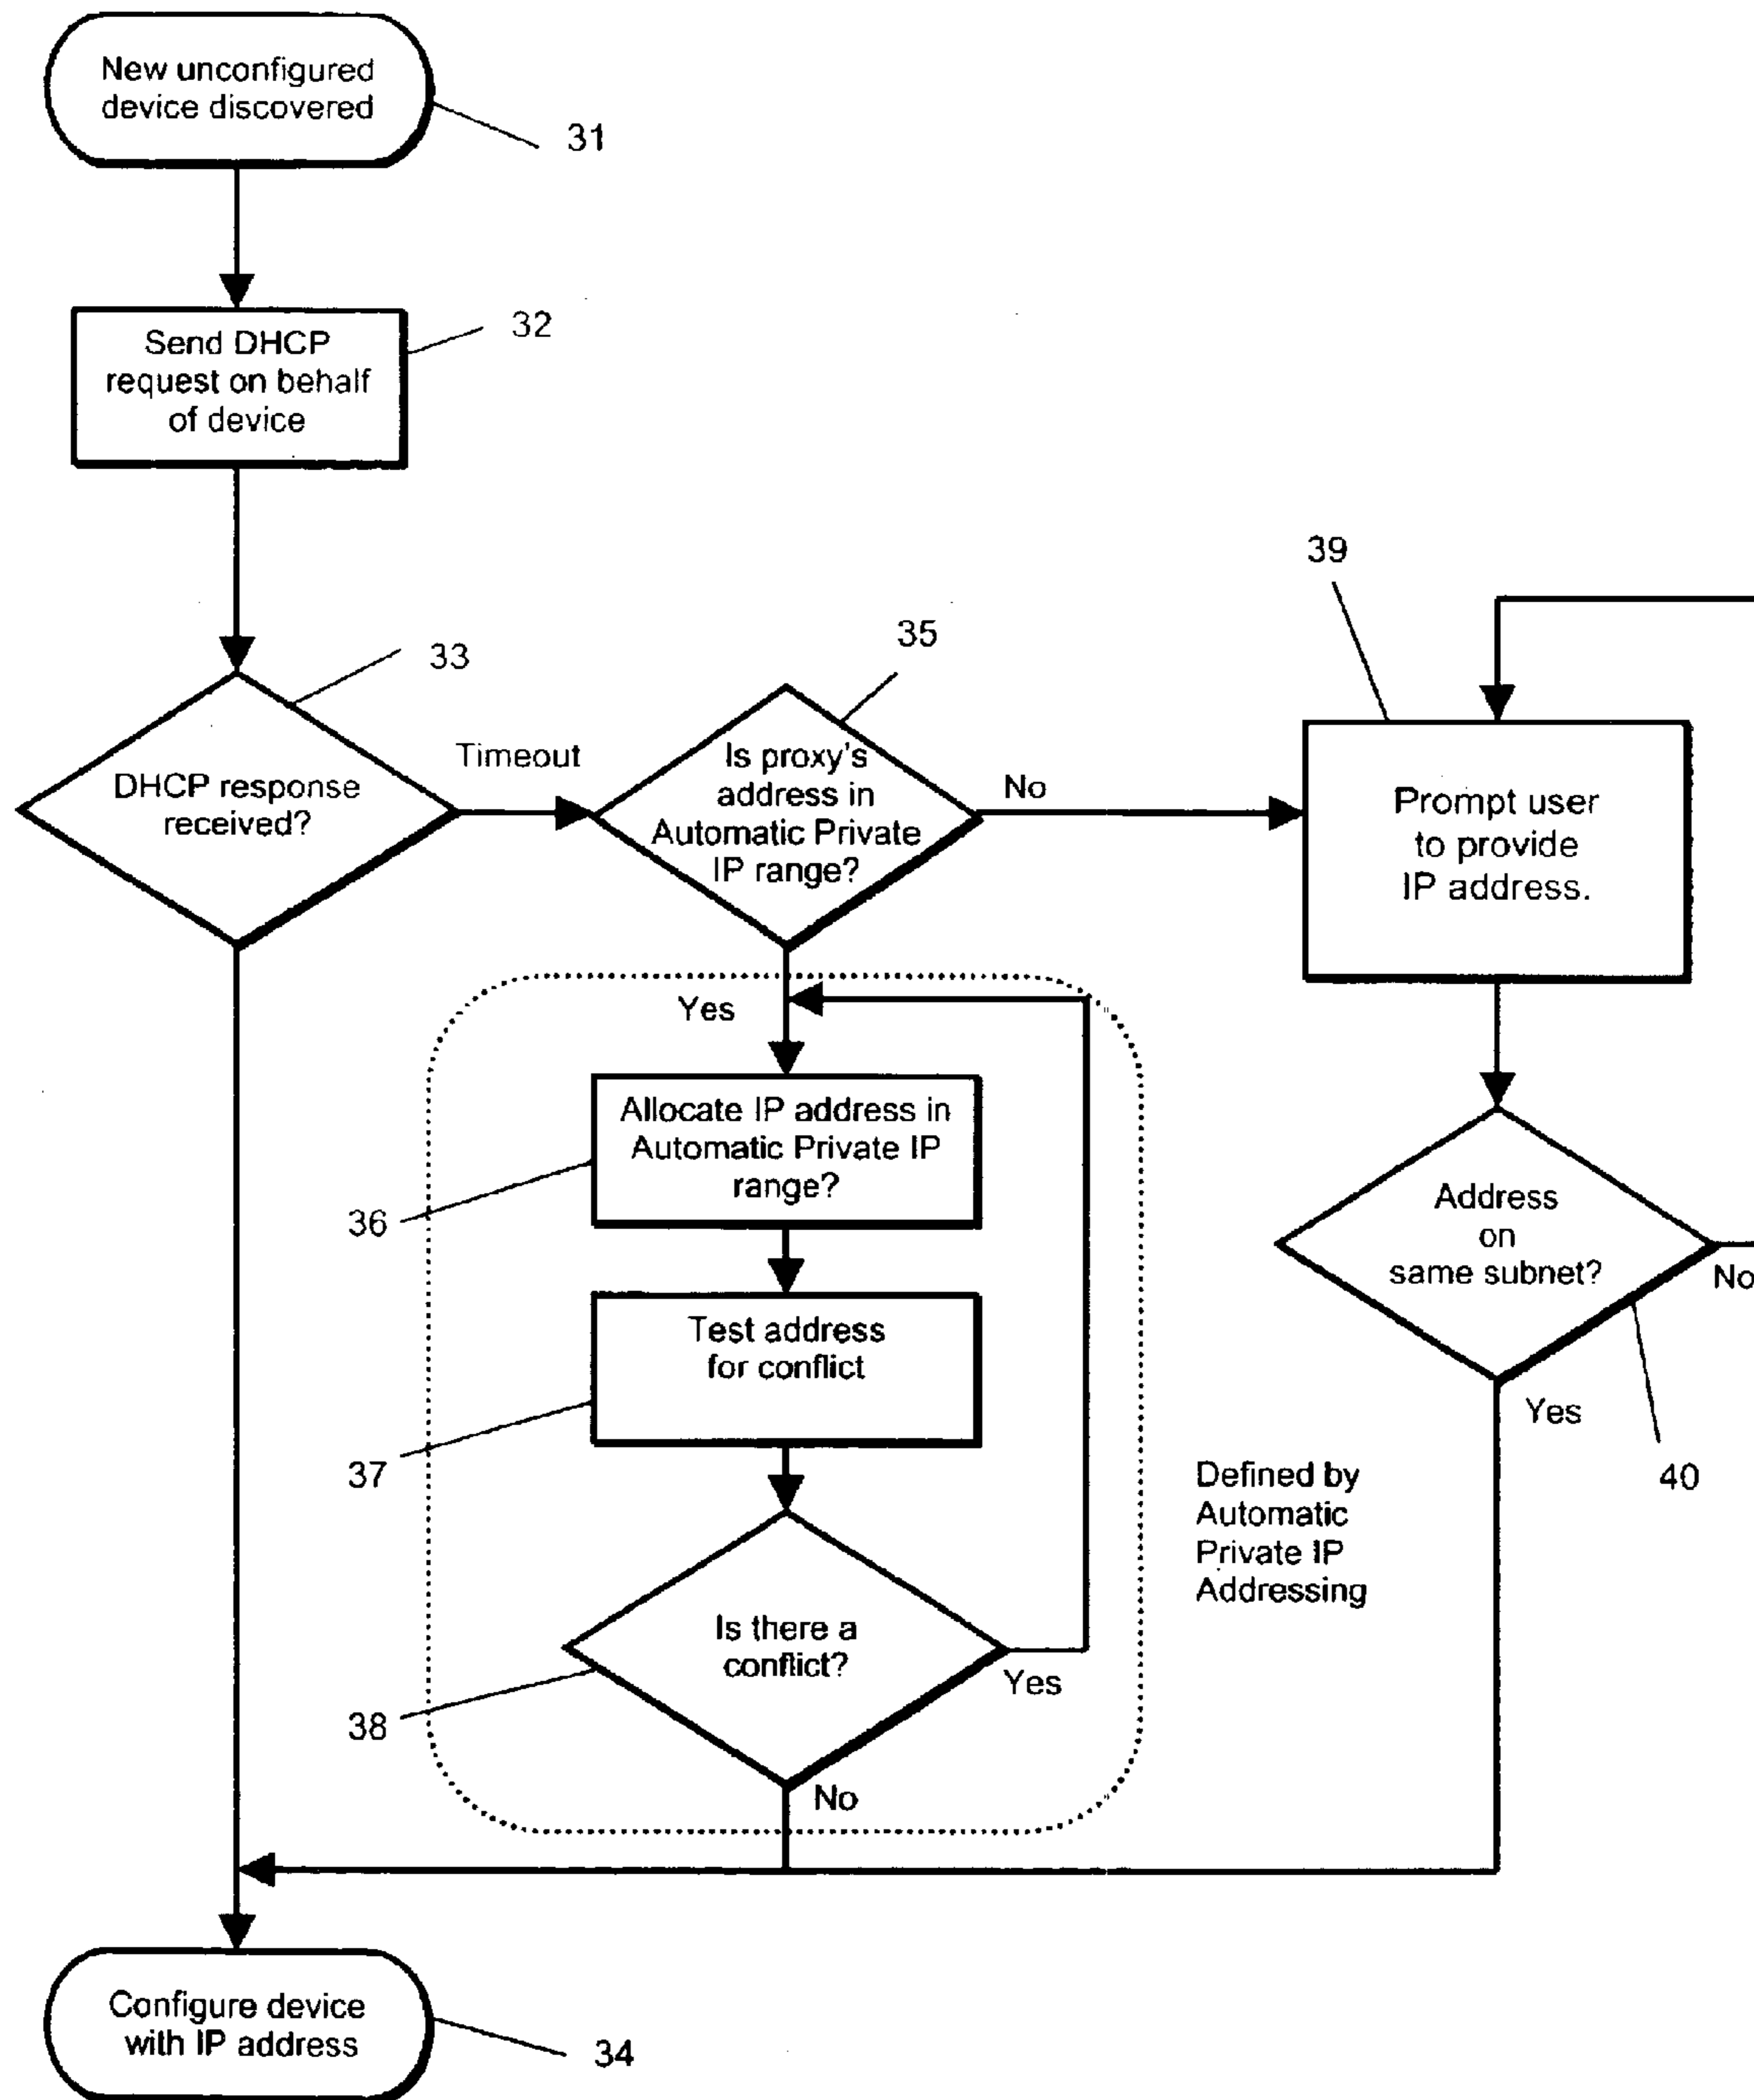 New unconfigured
device discovered
31
Send DHCP
request on behalf
of device
32
39
33
35
DHCP response
received?
Timeout
Is proxy's
address in
Automatic Private
IP range?
No
Prompt user
to provide
IP address.
Yes
Allocate IP address in
Automatic Private IP
range?
36
Address
on
same subnet?
No
Test address
for conflict
37
Yes
40
Defined by
Automatic
Private IP
Addressing
Is there a
conflict?
Yes
38
No
Configure device
with IP address
34